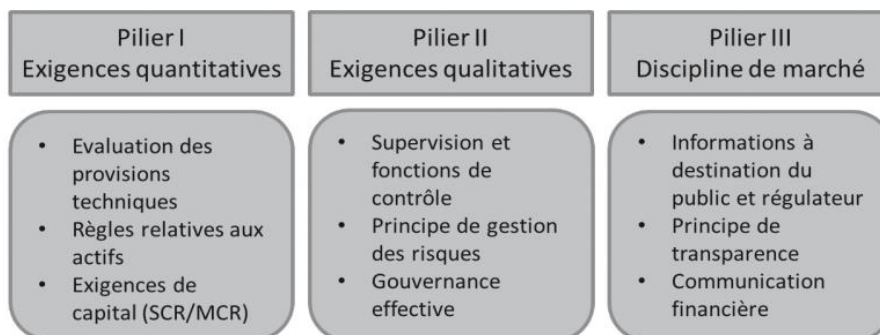 Pilier I
Exigences quantitatives
Pilier II
Exigences qualitatives
Pilier III
Discipline de marché
• Evaluation des
provisions
techniques
• Règles relatives aux
actifs
• Exigences de
capital (SCR/MCR)
• Supervision et
fonctions de
contrôle
• Principe de gestion
des risques
• Gouvernance
effective
• Informations à
destination du
public et régulateur
• Principe de
transparence
• Communication
financière